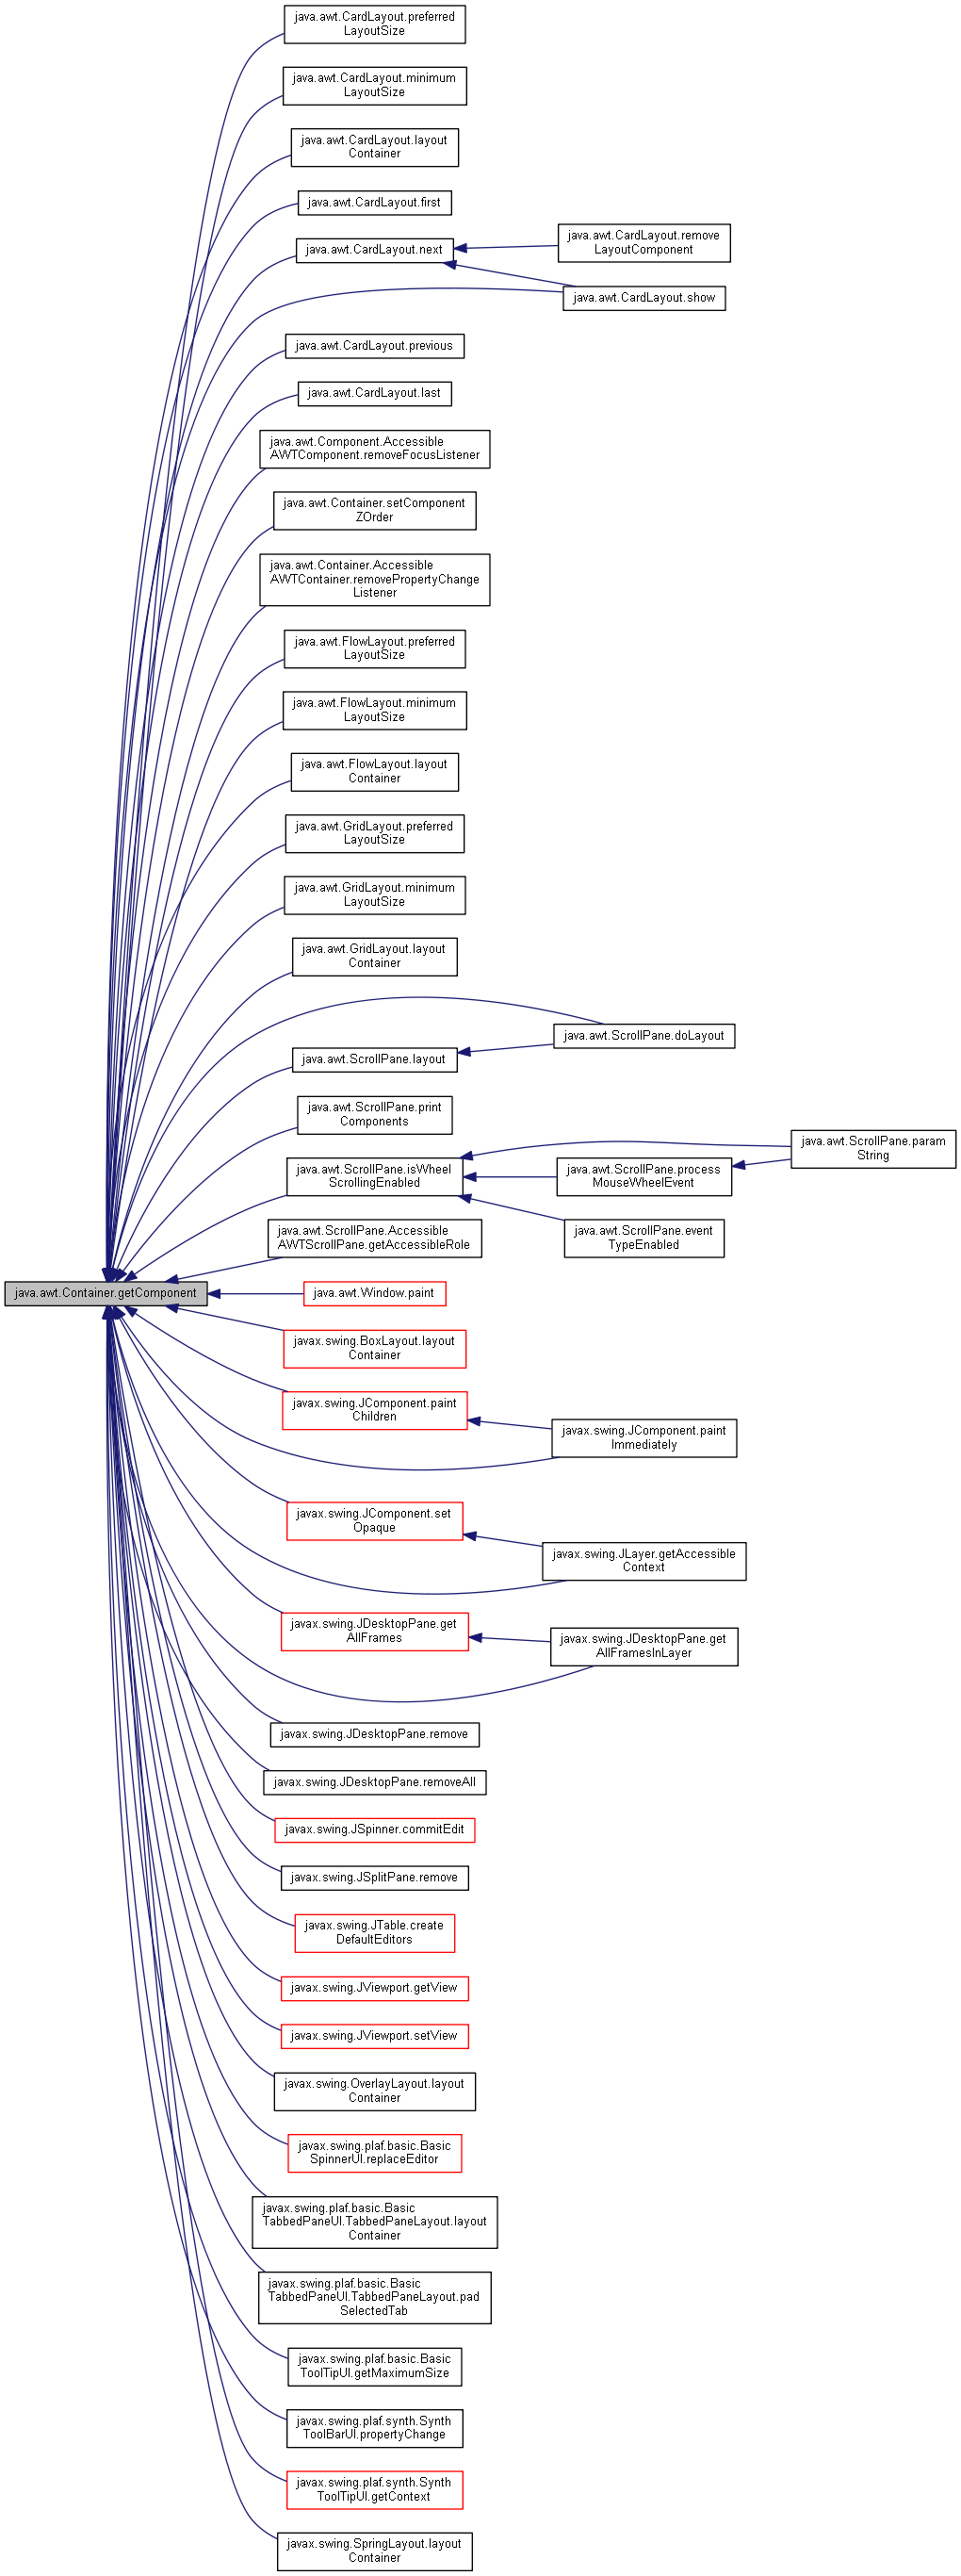 java.awt.CardLayout.preferred
LayoutSize
java.awt.CardLayout.minimum
LayoutSize
java.awt.CardLayout.layout
Container
java.awt.CardLayout.first
java.awt.CardLayout.next
java.awt.CardLayout.remove
LayoutComponent
java.awt.CardLayout.show
java.awt.CardLayout.previous
java.awt.CardLayout.last
java.awt.Component.Accessible
AWTComponent.removeFocusListener
java.awt.Container.setComponent
ZOrder
java.awt.Container.Accessible
AWTContainer.removePropertyChange
Listener
java.awt.FlowLayout.preferred
LayoutSize
java.awt.FlowLayout.minimum
LayoutSize
java.awt.FlowLayout.layout
Container
java.awt.GridLayout.preferred
LayoutSize
java.awt.GridLayout.minimum
LayoutSize
java.awt.GridLayout.layout
Container
java.awt.ScrollPane.doLayout
java.awt.ScrollPane.layout
java.awt.ScrollPane.print
Components
java.awt.ScrollPane.param
String
java.awt.ScrollPane.isWheel
ScrollingEnabled
java.awt.ScrollPane.process
MouseWheelEvent
java.awt.ScrollPane.event
TypeEnabled
java.awt.ScrollPane.Accessible
AWTScrollPane.getAccessibleRole
java.awt.Container.getComponent
java.awt.Window.paint
javax.swing.BoxLayout.layout
Container
javax.swing.JComponent.paint
Children
javax.swing.JComponent.paint
Immediately
javax.swing.JComponent.set
Opaque
javax.swing.JLayer.getAccessible
Context
javax.swing.JDesktopPane.get
AllFrames
javax.swing.JDesktopPane.get
AllFramesInLayer
javax.swing.JDesktopPane.remove
javax.swing.JDesktopPane.removeAll
javax.swing.JSpinner.commitEdit
javax.swing.JSplitPane.remove
javax.swing.JTable.create
DefaultEditors
javax.swing.JViewport.getView
javax.swing.JViewport.setView
javax.swing.OverlayLayout.layout
Container
javax.swing.plaf.basic.Basic
SpinnerUI.replaceEditor
javax.swing.plaf.basic.Basic
TabbedPaneUI.TabbedPaneLayout.layout
Container
javax.swing.plaf.basic.Basic
TabbedPaneUI.TabbedPaneLayout.pad
SelectedTab
javax.swing.plaf.basic.Basic
ToolTipUI.getMaximumSize
javax.swing.plaf.synth.Synth
ToolBarUI.propertyChange
javax.swing.plaf.synth.Synth
ToolTipUI.getContext
javax.swing.SpringLayout.layout
Container